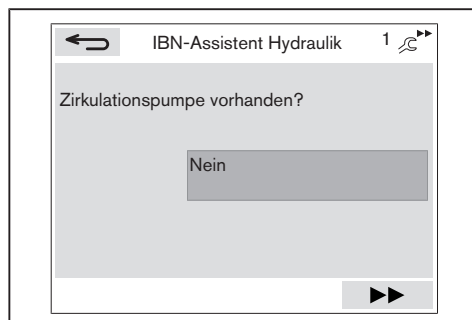 IBN-Assistent Hydraulik 1
Zirkulationspumpe vorhanden?
Nein